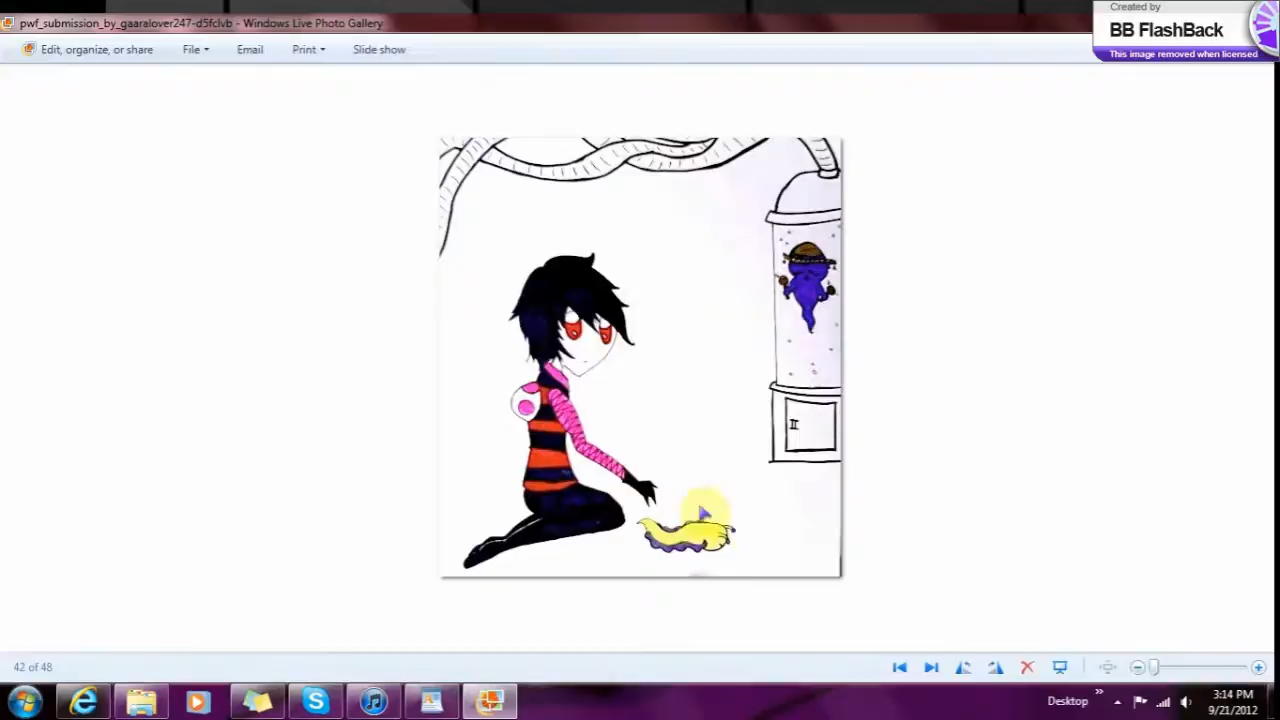 pwf_submission_by_gaaralover247-d5fclvb - Windows Live Photo Gallery
Created by
BB FlashBack
This image removed when licensed
Edit, organize, or share File Email Print Slide show
II
42 of 48
Desktop
3:14 PM
9/21/2012